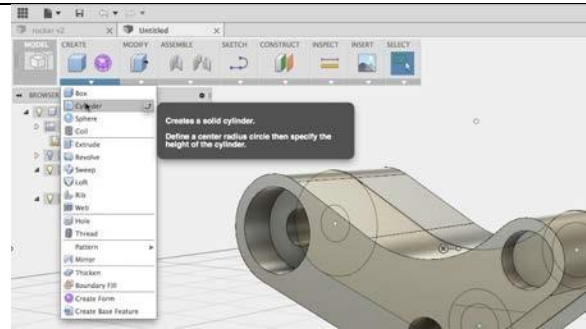 rocker v2
Untitled
MODEL
CREATE
MODIFY
ASSEMBLE
SKETCH
CONSTRUCT
INSPECT
INSERT
SELECT
BROWSER
Box
Cylinder
Sphere
Coil
Extrude
Revolve
Sweep
Loft
Rib
Web
Hole
Thread
Pattern
Mirror
Thicken
Boundary Fill
Create Form
Create Base Feature
Creates a solid cylinder.
Define a center radius circle then specify the
height of the cylinder.